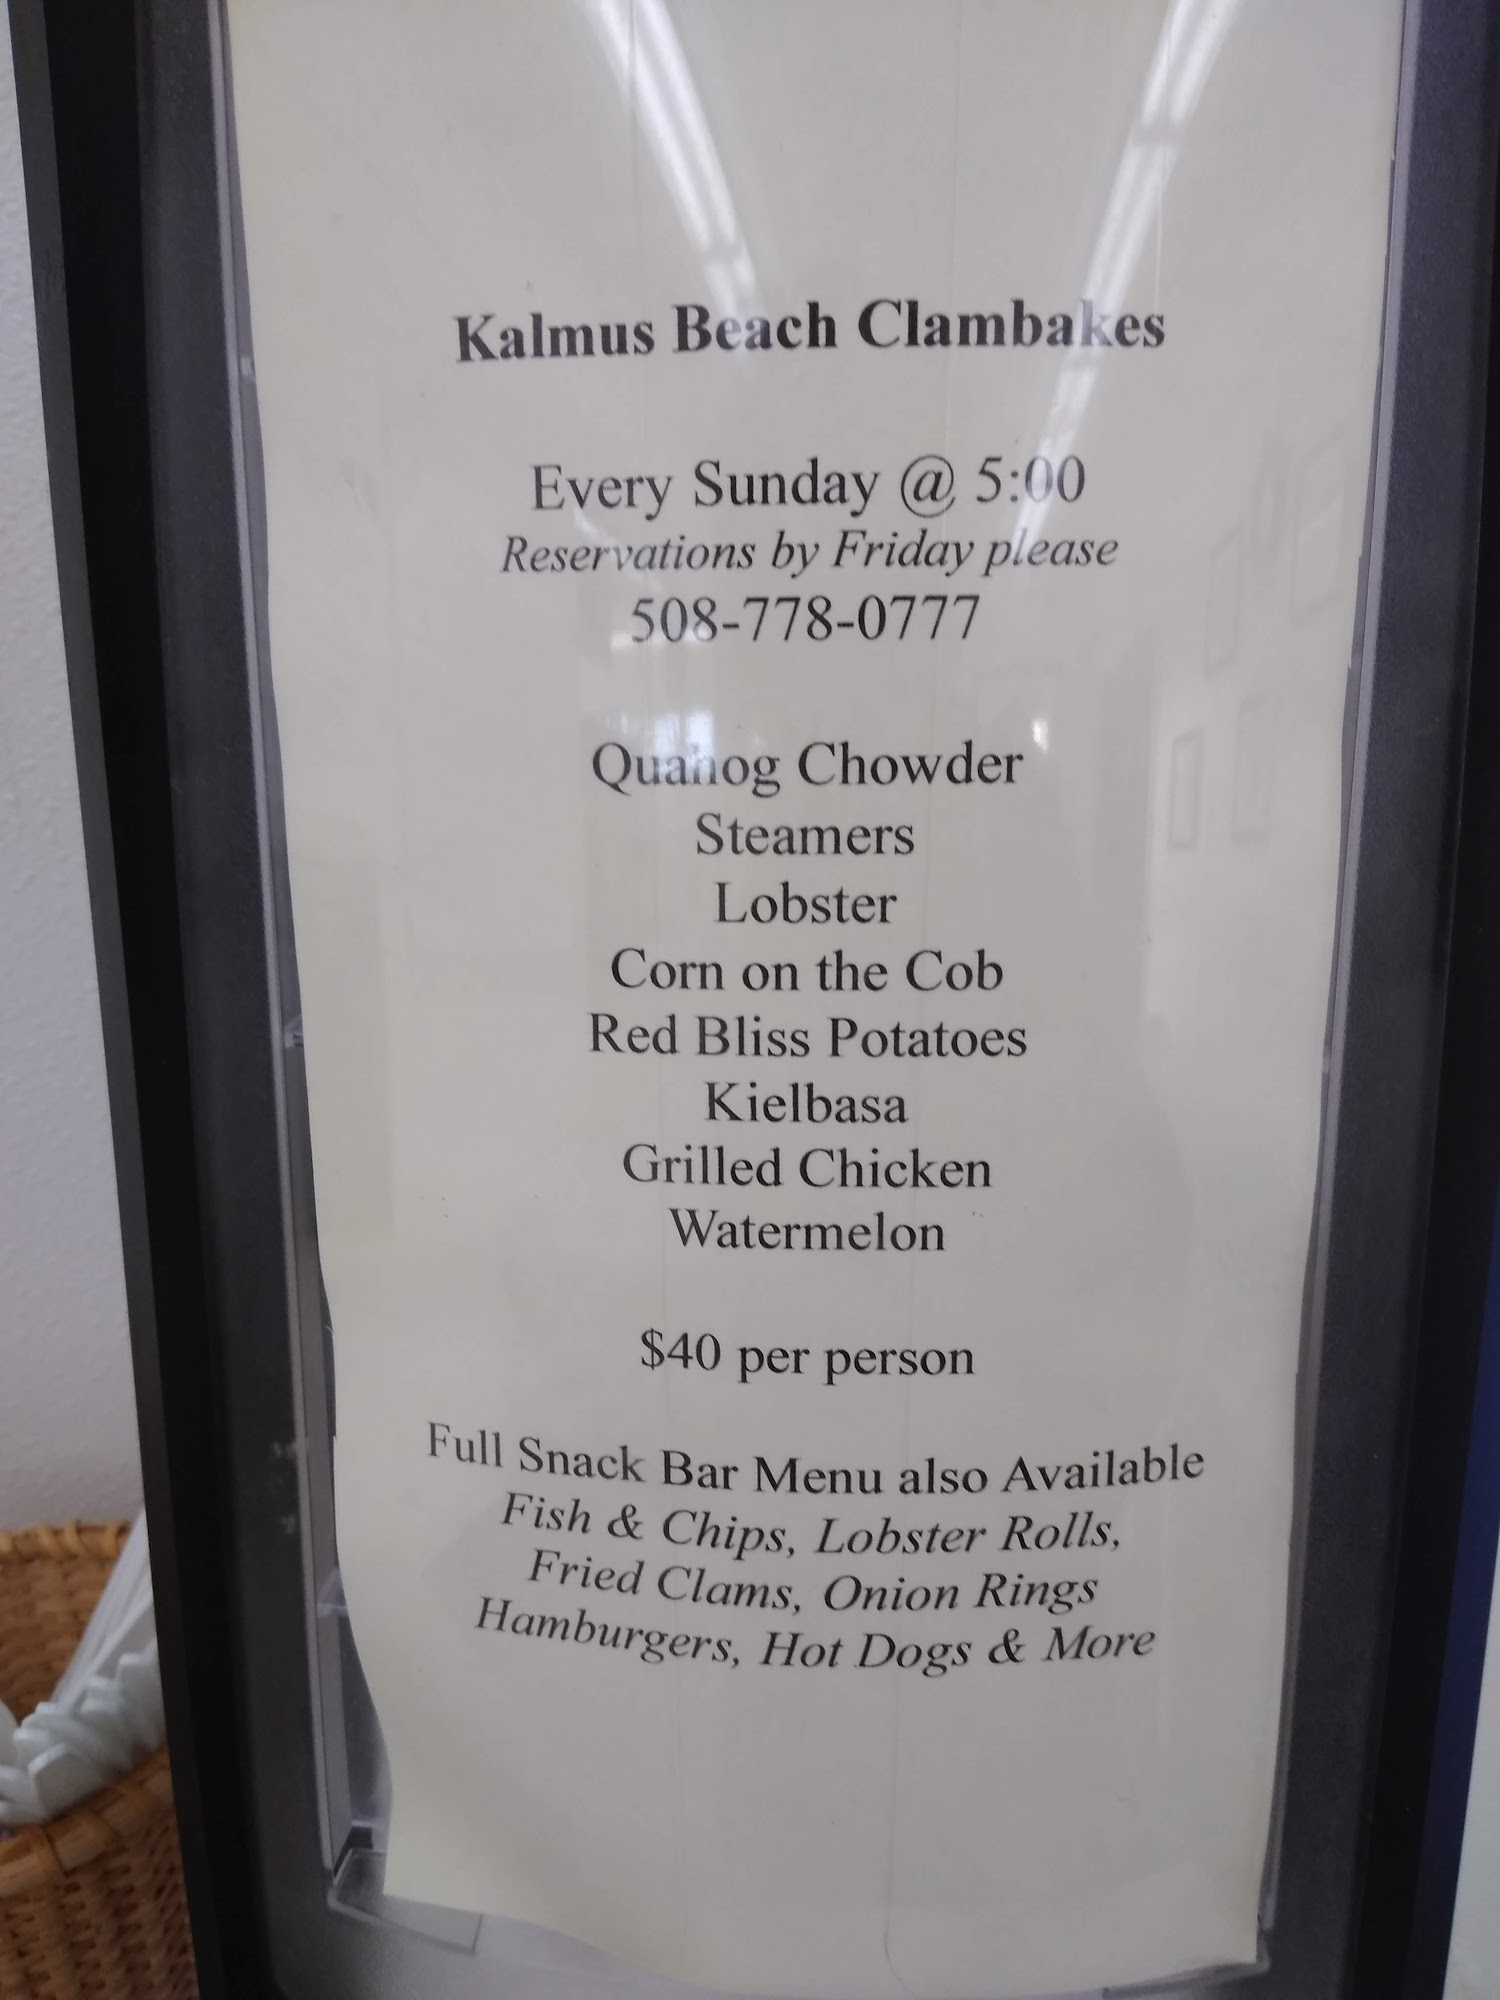 Kalmus Beach Clambakes
Every Sunday @ 5:00
Reservations by Friday please
508-778-0777
Quahog Chowder
Steamers
Lobster
Corn on the Cob
Red Bliss Potatoes
Kielbasa
Grilled Chicken
Watermelon
$40 per person
Full Snack Bar Menu also Available
Fish & Chips, Lobster Rolls,
Fried Clams, Onion Rings
Hamburgers, Hot Dogs & More